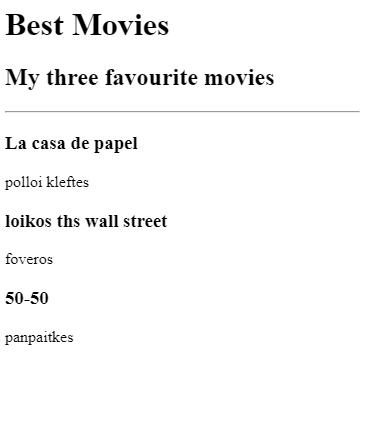 Best Movies
My three favourite movies
La casa de papel
polloi kleftes
loikos ths wall street
foveros
50-50
panpaitkes